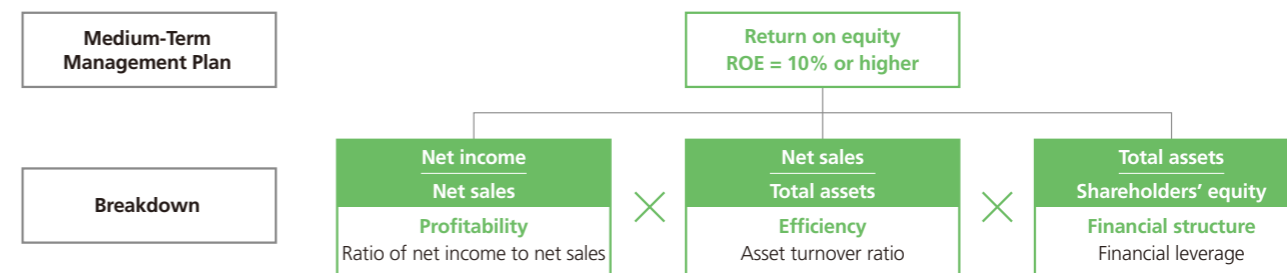 Medium-Term
Management Plan
Return on equity
ROE = 10% or higher
Breakdown
Net income
Net sales
Profitability
Ratio of net income to net sales
×
Net sales
Total assets
Efficiency
Asset turnover ratio
×
Total assets
Shareholders’ equity
Financial structure
Financial leverage